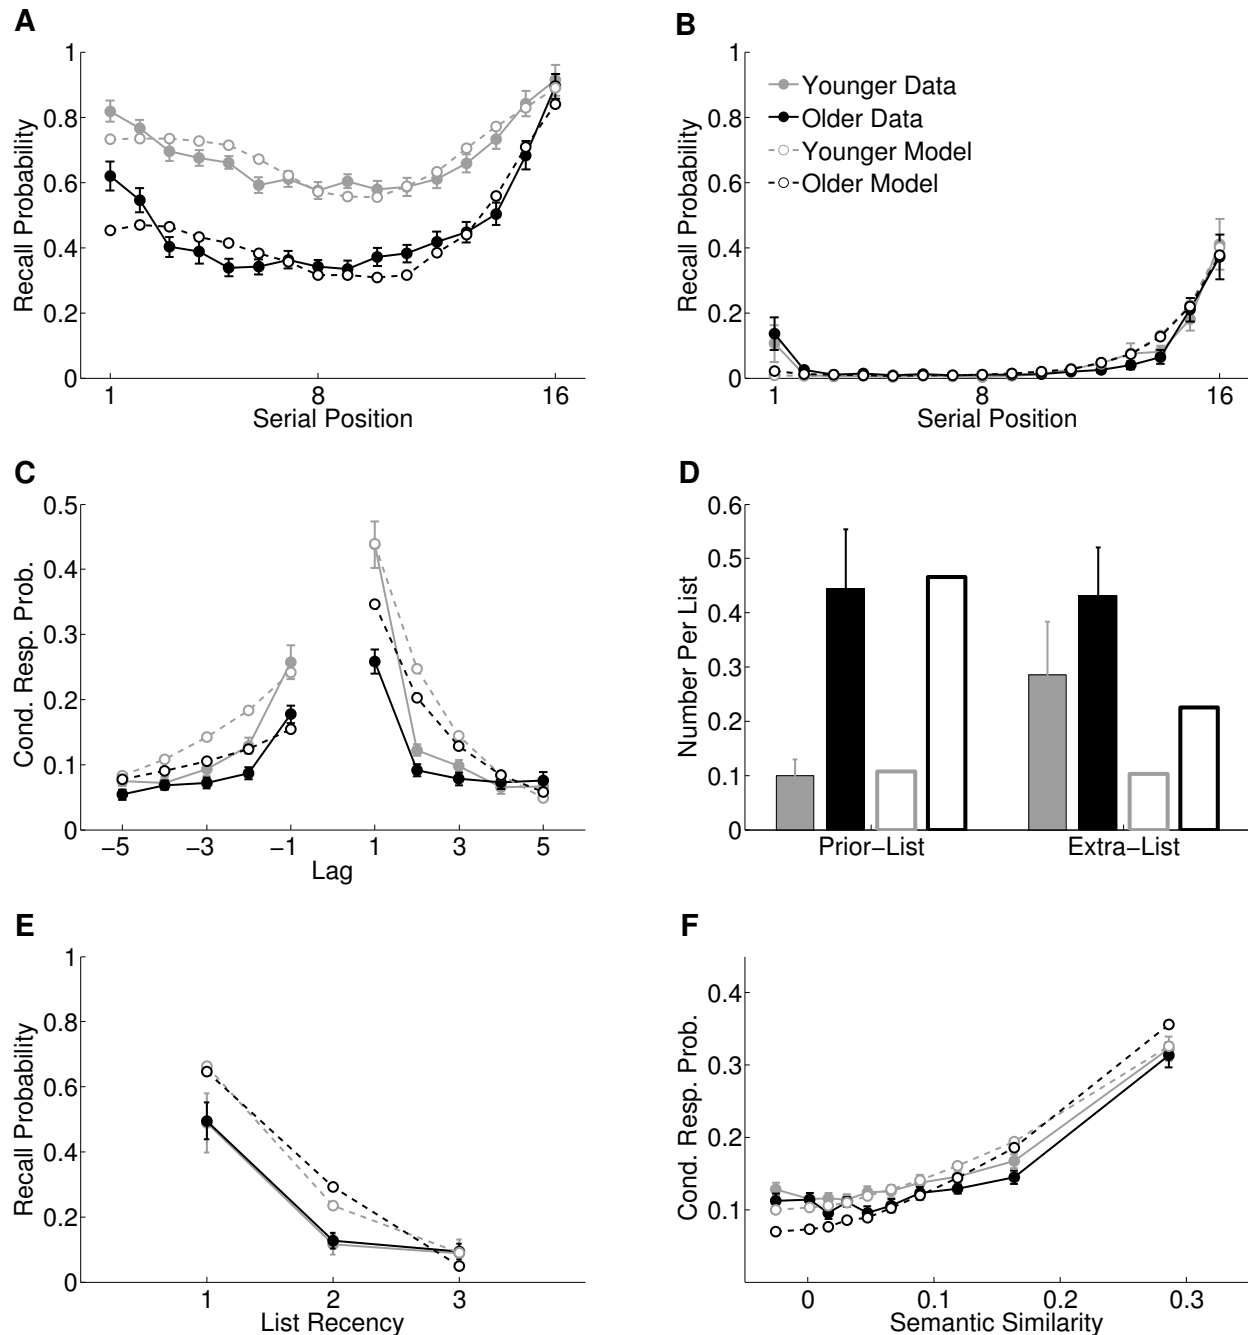 A
1
0.8
0.6
0.4
0.2
0
1
8
16
Recall Probability
Serial Position
B
1
0.8
0.6
0.4
0.2
0
1
8
16
Recall Probability
Serial Position
Younger Data
Older Data
Younger Model
Older Model
C
0.5
0.4
0.3
0.2
0.1
0
−5
−3
−1
1
3
5
Cond. Resp. Prob.
Lag
D
0.6
0.5
0.4
0.3
0.2
0.1
0
Number Per List
Prior−List
Extra−List
E
1
0.8
0.6
0.4
0.2
0
1
2
3
Recall Probability
List Recency
F
0.4
0.3
0.2
0.1
0
0.1
0.2
0.3
Cond. Resp. Prob.
Semantic Similarity